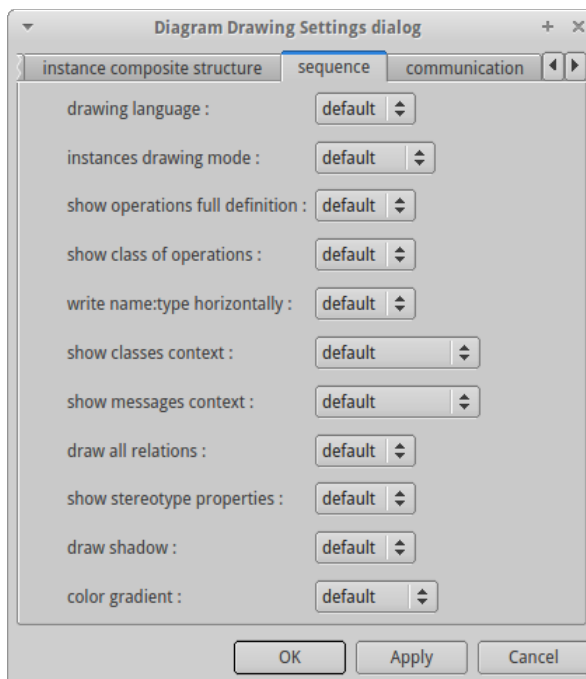 Diagram Drawing Settings dialog
instance composite structure sequence communication
drawing language : default
instances drawing mode : default
show operations full definition : default
show class of operations : default
write name:type horizontally : default
show classes context : default
show messages context : default
draw all relations : default
show stereotype properties : default
draw shadow : default
color gradient : default
OK Apply Cancel